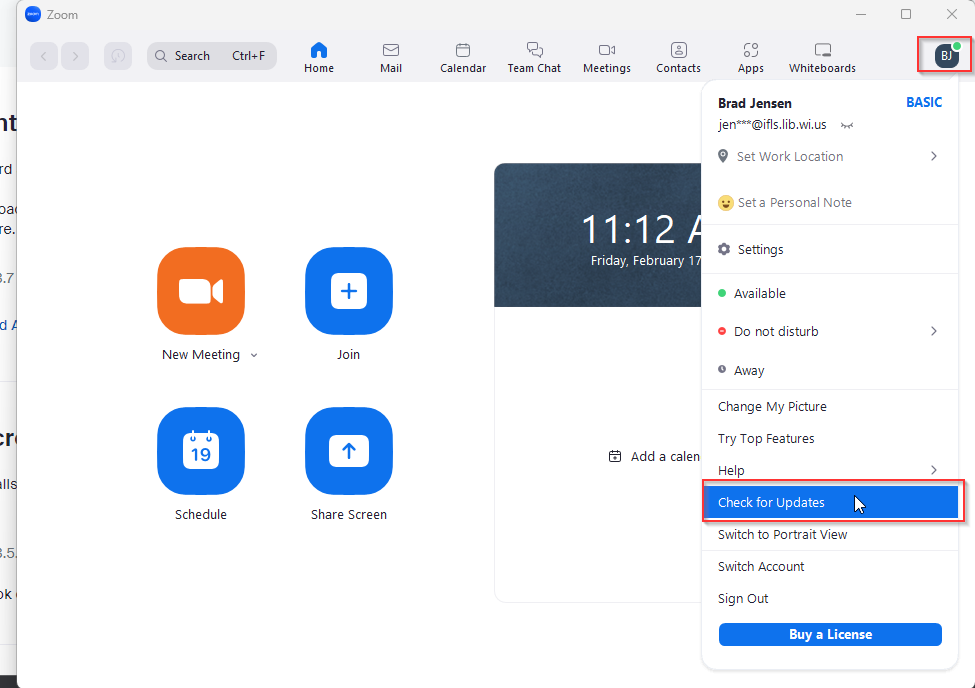 zoom
Zoom
Search Ctrl+F
Home
Mail
Calendar
Team Chat
Meetings
Contacts
Apps
Whiteboards
BJ
Brad Jensen
BASIC
jen***@ifls.lib.wi.us
Set Work Location
Set a Personal Note
Settings
Available
Do not disturb
Away
Change My Picture
Try Top Features
Help
Check for Updates
Switch to Portrait View
Switch Account
Sign Out
Buy a License
11:12 A
Friday, February 17
Add a calen
New Meeting
Join
19
Schedule
Share Screen
nt
rd
oac
re.
3.7
d A
cre
alls
3.5.
ok